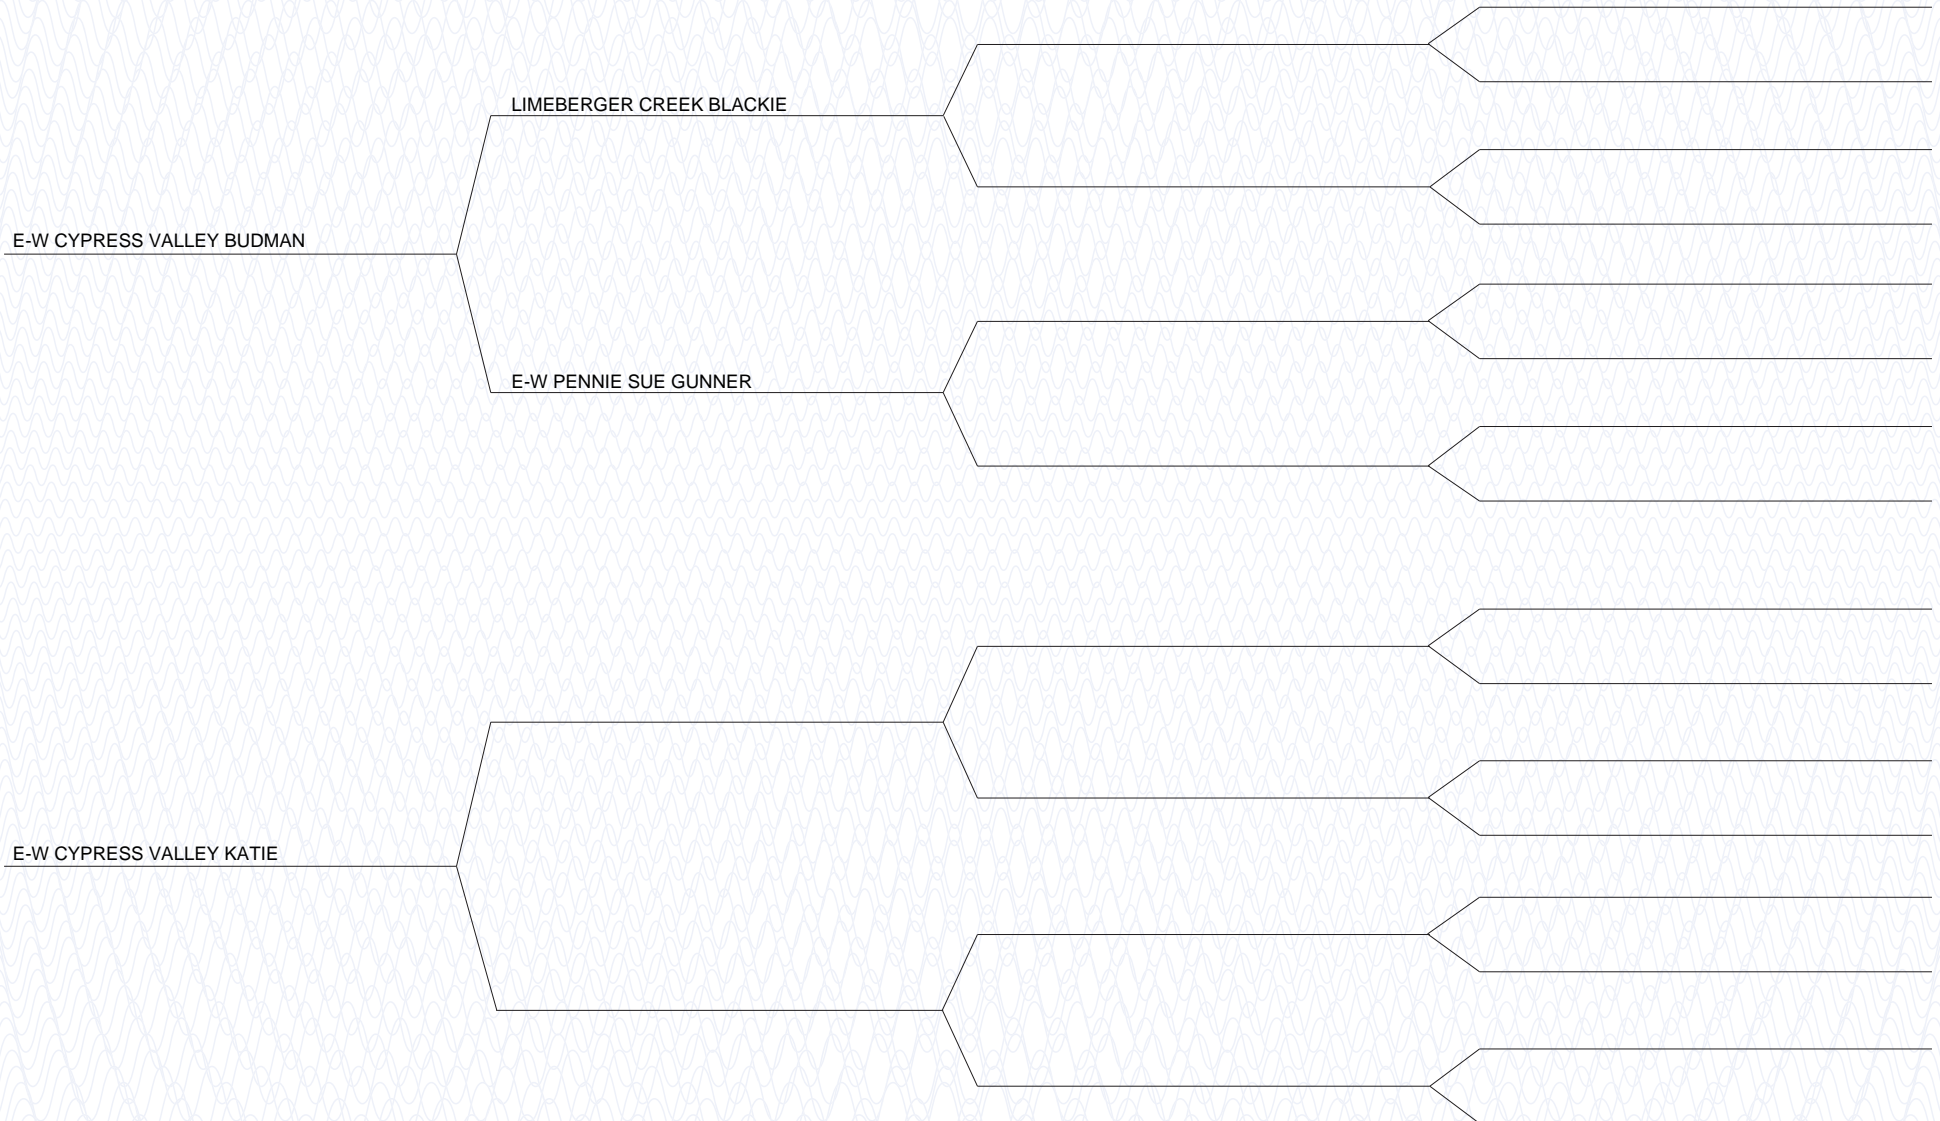 LIMEBERGER CREEK BLACKIE
E-W CYPRESS VALLEY BUDMAN
E-W PENNIE SUE GUNNER
E-W CYPRESS VALLEY KATIE